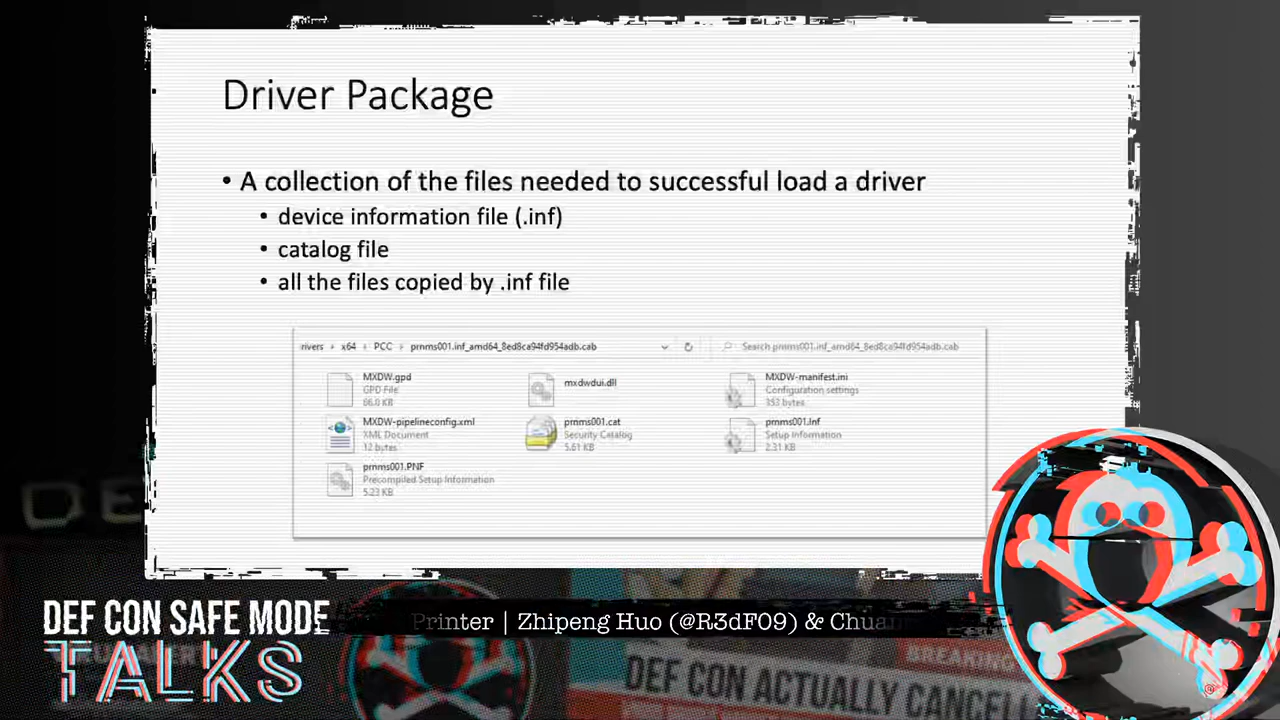 Driver Package
• A collection of the files needed to successful load a driver
• device information file (.inf)
• catalog file
• all the files copied by .inf file
rivers › x64 › PCC › prnms001.inf_amd64_8ed8ca94fd954adb.cab
Search prnms001.inf_amd64_8ed8ca94fd954adb.cab
MXDW.gpd
GPD File
66.0 KB
mxdwdui.dll
MXDW-manifest.ini
Configuration settings
353 bytes
MXDW-pipelineconfig.xml
XML Document
12 bytes
prnms001.cat
Security Catalog
5.61 KB
prnms001.Inf
Setup Information
2.31 KB
prnms001.PNF
Precompiled Setup Information
5.23 KB
DEF CON SAFE MODE
TALKS
Printer | Zhipeng Huo (@R3dF09) & Chuan
BREAKING
DEF CON ACTUALLY CANCELL